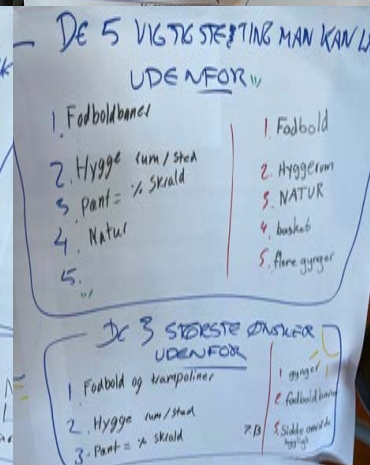 DE 5 VIGTIGSTE TING MAN KAN
UDENFOR
1. Fodboldbaner
2. Hygge rum / sted
3 Pant = % skrald
4. Natur
5.
1. Fodbold
2. Hyggerum
3. NATUR
4. basket
5. flere gynger
DE 3 STØRSTE ØNSKER
UDENFOR
1 Fodbold og trampoliner
2. Hygge rum/sted
3. Pant = % skrald
1 gynger
2 fodboldbane
3. Sidde område
hyggeligt
7.B